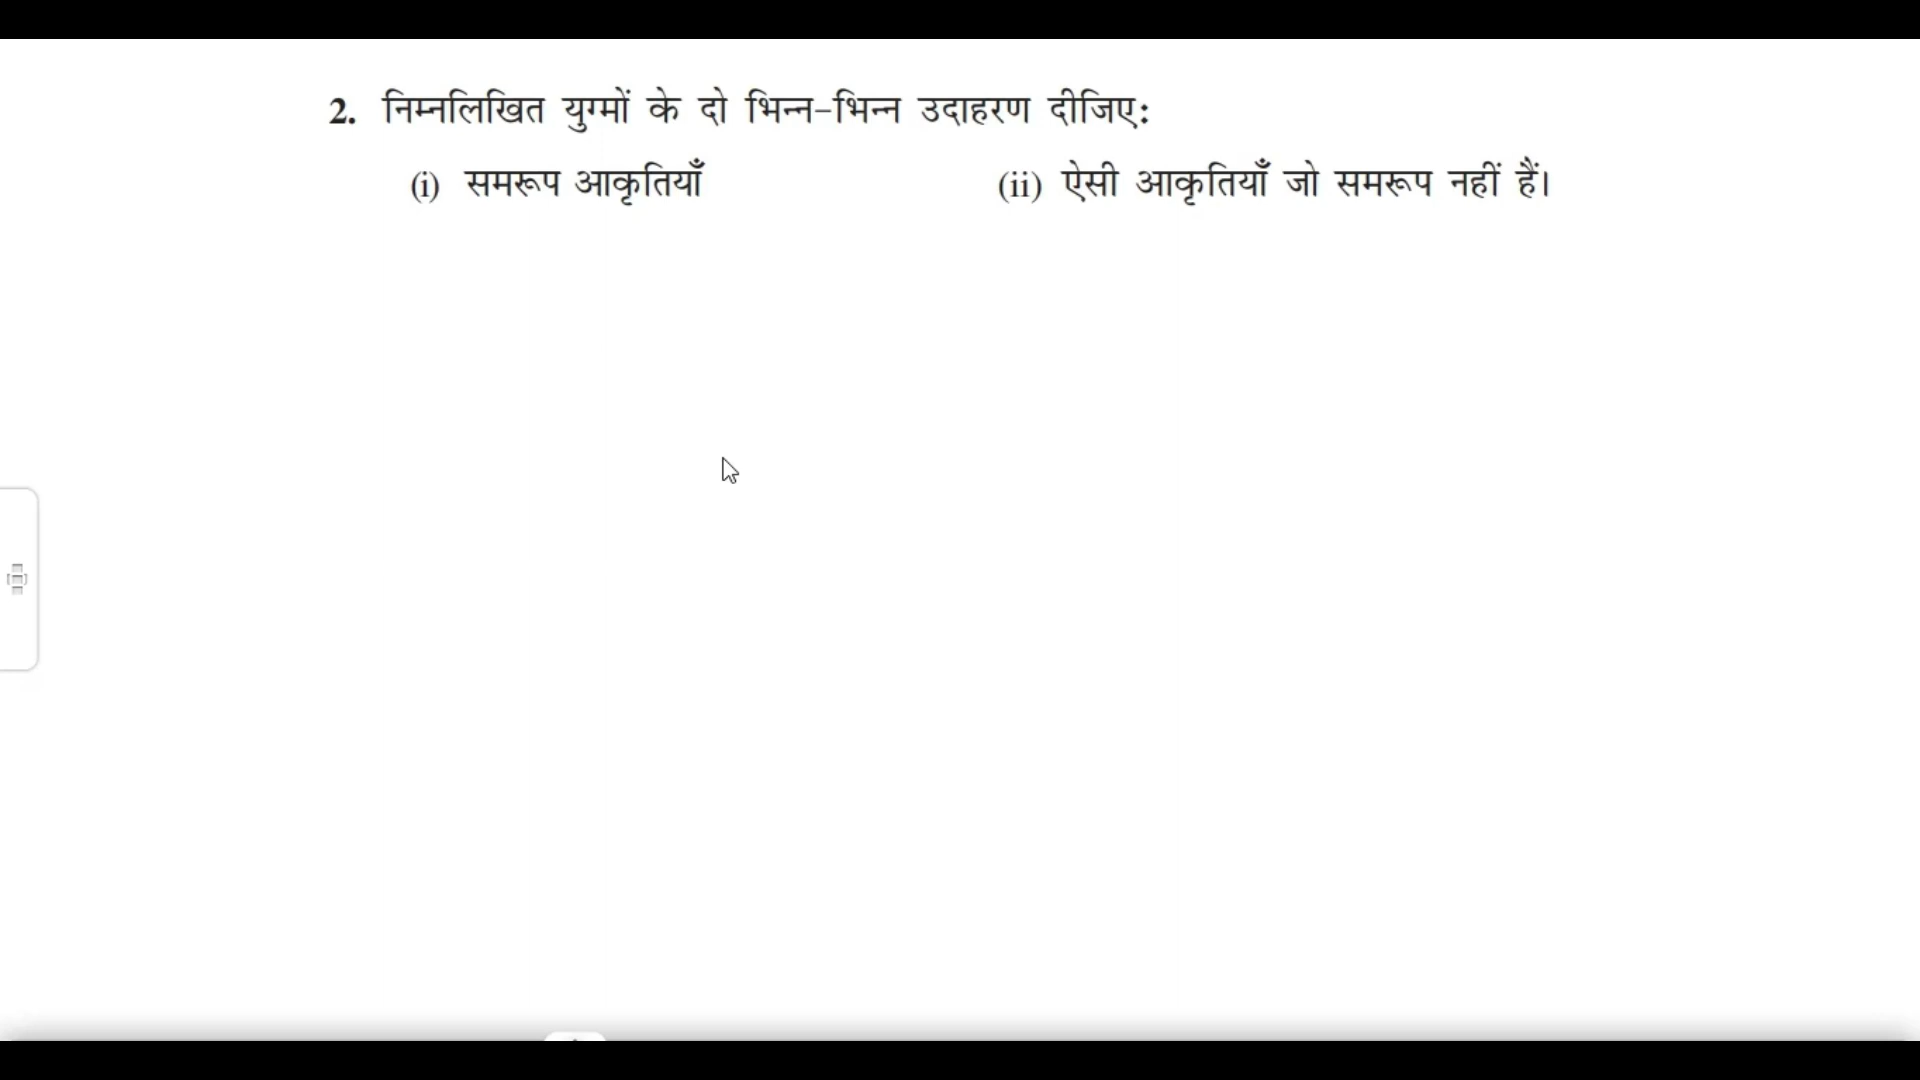 2. निम्नलिखित युग्मों के दो भिन्न-भिन्न उदाहरण दीजिए:
(i) समरूप आकृतियाँ (ii) ऐसी आकृतियाँ जो समरूप नहीं हैं।